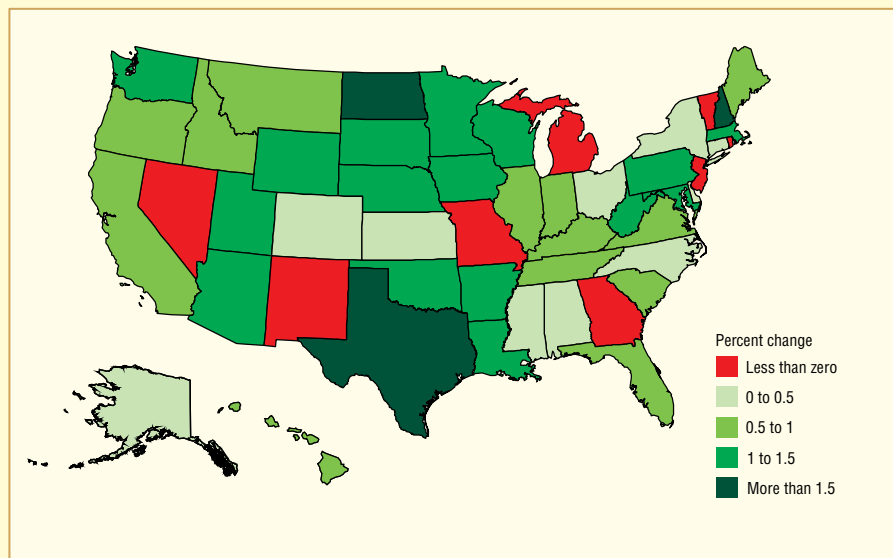 Percent change
Less than zero
0 to 0.5
0.5 to 1
1 to 1.5
More than 1.5